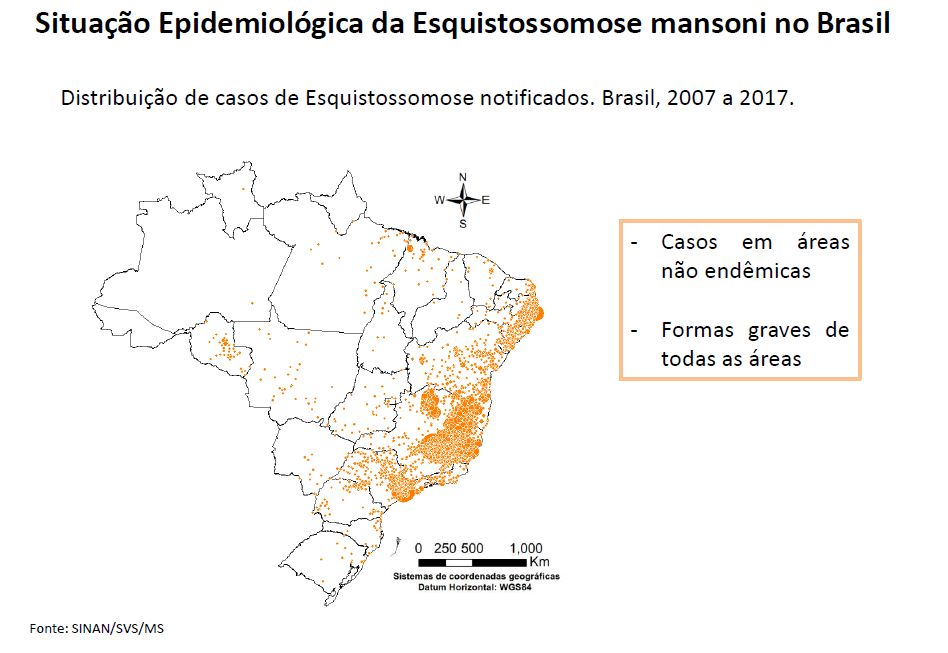 Situação Epidemiológica da Esquistossomose mansoni no Brasil
Distribuição de casos de Esquistossomose notificados. Brasil, 2007 a 2017.
N
W E
S
- Casos em áreas
não endêmicas
- Formas graves de
todas as áreas
0 250 500 1,000
Km
Sistemas de coordenadas geográficas
Datum Horizontal: WGS84
Fonte: SINAN/SVS/MS